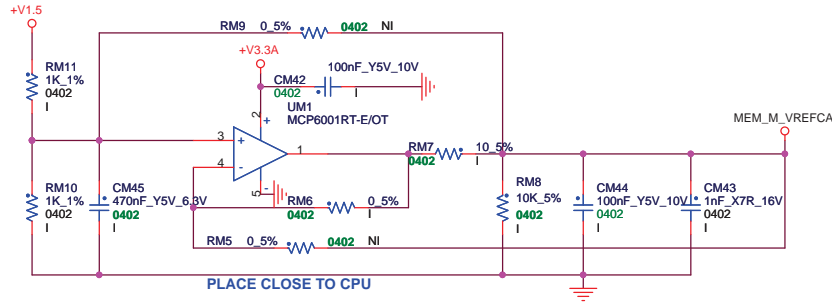 +V1.5
RM9 0_5% 0402 NI
+V3.3A
100nF_Y5V_10V
RM11
1K_1%
0402
I
CM42
0402 I
UM1
MCP6001RT-E/OT
MEM_M_VREFCA
2 +
3 +
4 -
1
5 -
RM7 10_5%
0402 I
RM10
1K_1%
0402
I
CM45
470nF_Y5V_6.3V
0402
I
RM6 0_5%
0402 I
RM8
10K_5%
0402
I
CM44
100nF_Y5V_10V
0402
I
CM43
1nF_X7R_16V
0402
I
RM5 0_5% 0402 NI
PLACE CLOSE TO CPU